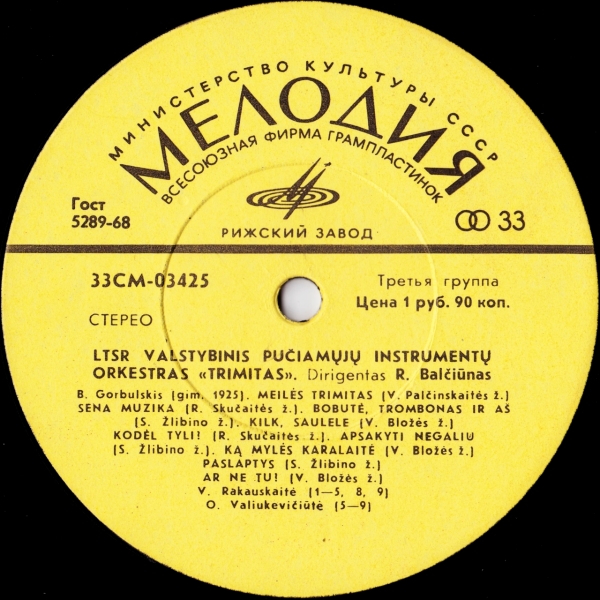 МИНИСТЕРСТВО КУЛЬТУРЫ СССР
МЕЛОДИЯ
ВСЕСОЮЗНАЯ ФИРМА ГРАМПЛАСТИНОК
Гост
5289-68
33
РИЖСКИЙ ЗАВОД
33СМ-03425
Третья группа
Цена 1 руб. 90 коп.
СТЕРЕО
LTSR VALSTYBINIS PUČIAMŲJŲ INSTRUMENTŲ
ORKESTRAS «TRIMITAS». Dirigentas R. Balčiūnas
B. Gorbulskis (gim. 1925). MEILĖS TRIMITAS (V. Palčinskaitės ž.)
SENA MUZIKA (R. Skučaitės ž.). BOBUTĖ, TROMBONAS IR AŠ
(S. Žlibino ž.). KILK, SAULELE (V. Bložės ž.)
KODĖL TYLI? (R. Skučaitės ž.). APSAKYTI NEGALIU
(S. Žlibino ž.). KĄ MYLĖS KARALAITĖ (V. Bložės ž.)
PASLAPTYS (S. Žlibino ž.)
AR NE TU? (V. Bložės ž.)
V. Rakauskaitė (1—5, 8, 9)
O. Valiukevičiūtė (5—9)